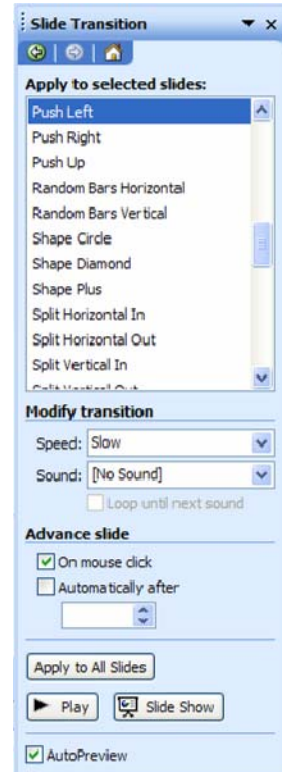 Slide Transition
Apply to selected slides:
Push Left
Push Right
Push Up
Random Bars Horizontal
Random Bars Vertical
Shape Circle
Shape Diamond
Shape Plus
Split Horizontal In
Split Horizontal Out
Split Vertical In
Split Vertical Out
Modify transition
Speed: Slow
Sound: [No Sound]
Loop until next sound
Advance slide
On mouse click
Automatically after
Apply to All Slides
Play Slide Show
AutoPreview